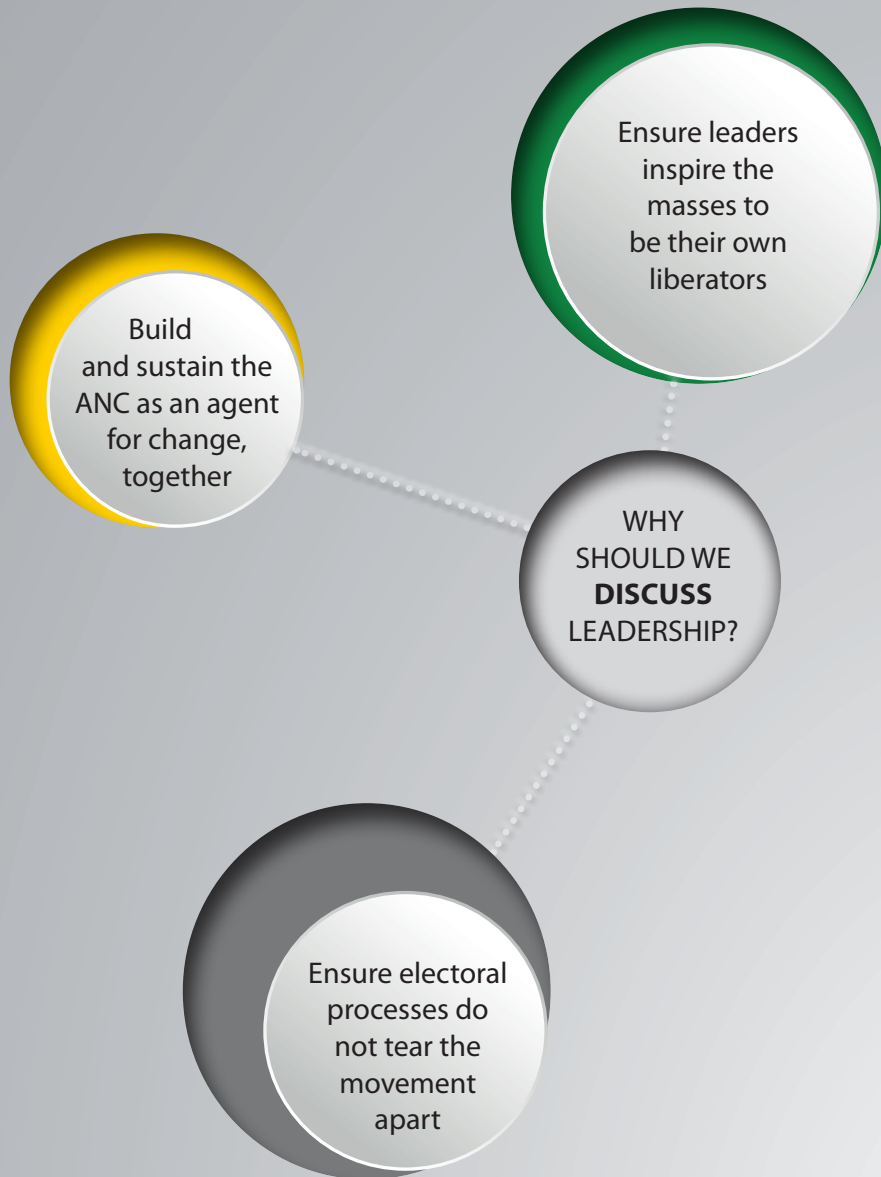 Ensure leaders
inspire the
masses to
be their own
liberators
Build
and sustain the
ANC as an agent
for change,
together
WHY
SHOULD WE
DISCUSS
LEADERSHIP?
Ensure electoral
processes do
not tear the
movement
apart